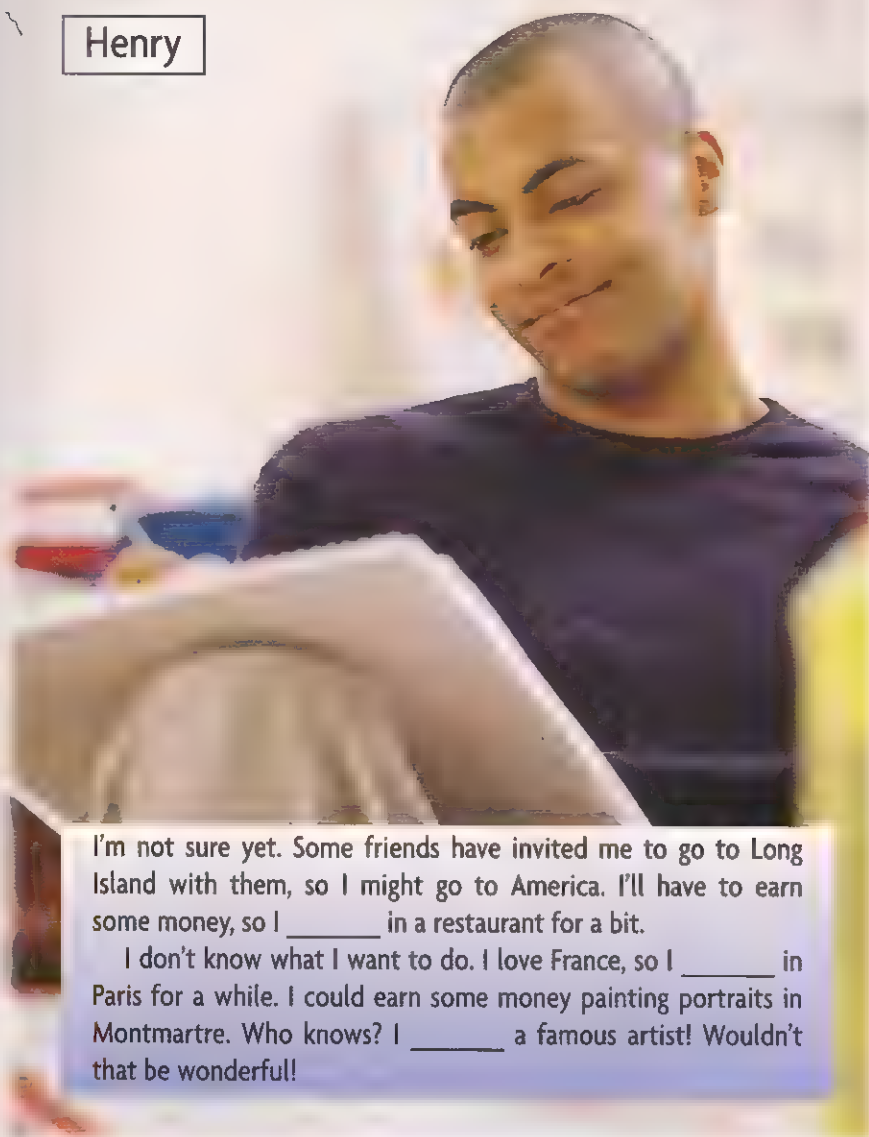 Henry
I'm not sure yet. Some friends have invited me to go to Long
Island with them, so I might go to America. I'll have to earn
some money, so I ________ in a restaurant for a bit.
I don't know what I want to do. I love France, so I ________ in
Paris for a while. I could earn some money painting portraits in
Montmartre. Who knows? I ________ a famous artist! Wouldn't
that be wonderful!